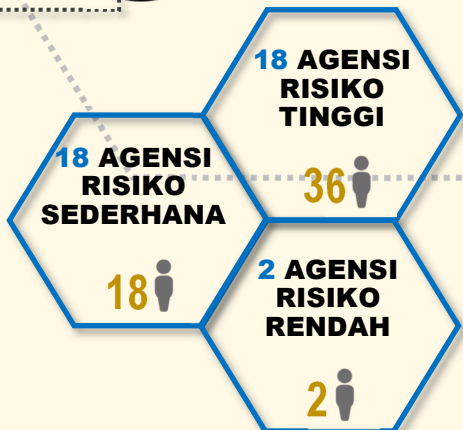 18 AGENSI
RISIKO
TINGGI
36
18 AGENSI
RISIKO
SEDERHANA
18
2 AGENSI
RISIKO
RENDAH
2